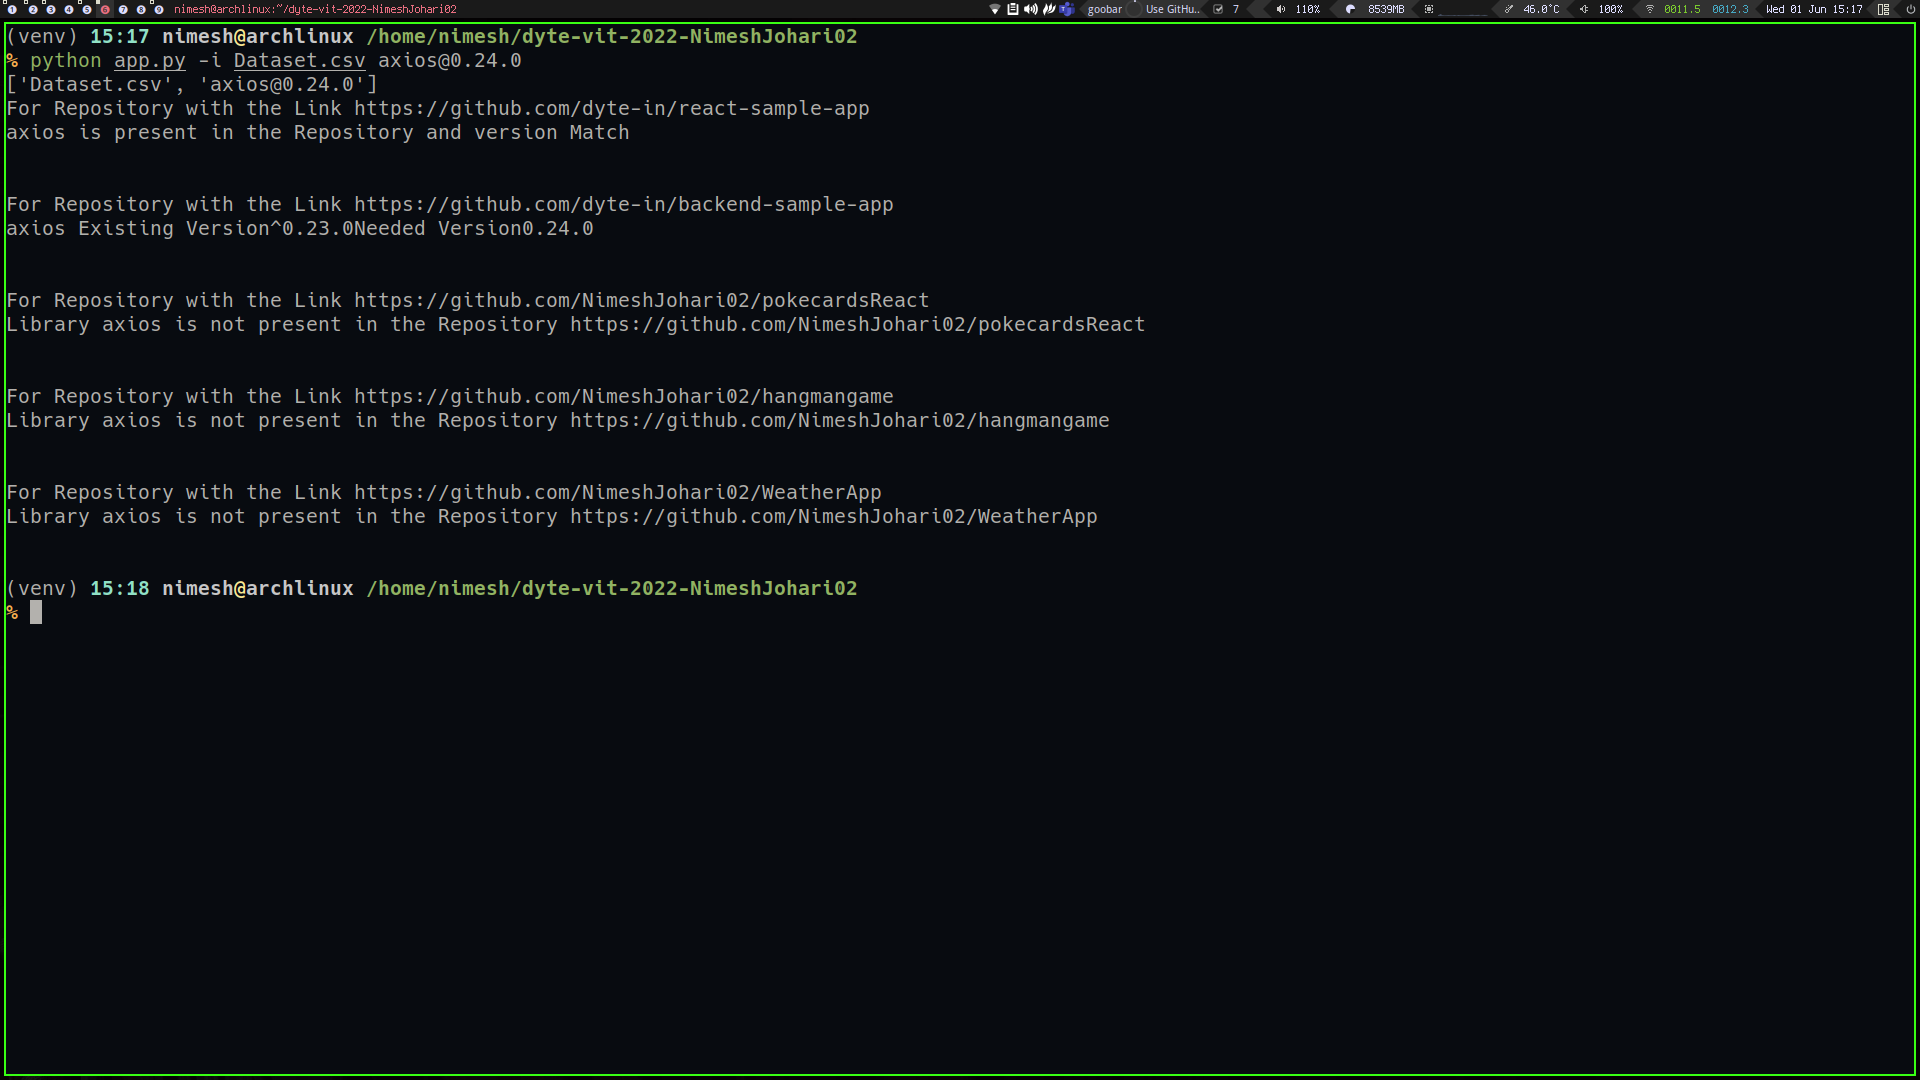 1 2 3 4 5 6 7 8 9 nimesh@archlinux:~/dyte-vit-2022-NimeshJohari02 goobar Use GitHu.. 7 110% 8539MB 46.0°C 100% 0011.5 0012.3 Wed 01 Jun 15:17
(venv) 15:17 nimesh@archlinux /home/nimesh/dyte-vit-2022-NimeshJohari02
% python app.py -i Dataset.csv axios@0.24.0
['Dataset.csv', 'axios@0.24.0']
For Repository with the Link https://github.com/dyte-in/react-sample-app
axios is present in the Repository and version Match
For Repository with the Link https://github.com/dyte-in/backend-sample-app
axios Existing Version^0.23.0Needed Version0.24.0
For Repository with the Link https://github.com/NimeshJohari02/pokecardsReact
Library axios is not present in the Repository https://github.com/NimeshJohari02/pokecardsReact
For Repository with the Link https://github.com/NimeshJohari02/hangmangame
Library axios is not present in the Repository https://github.com/NimeshJohari02/hangmangame
For Repository with the Link https://github.com/NimeshJohari02/WeatherApp
Library axios is not present in the Repository https://github.com/NimeshJohari02/WeatherApp
(venv) 15:18 nimesh@archlinux /home/nimesh/dyte-vit-2022-NimeshJohari02
%